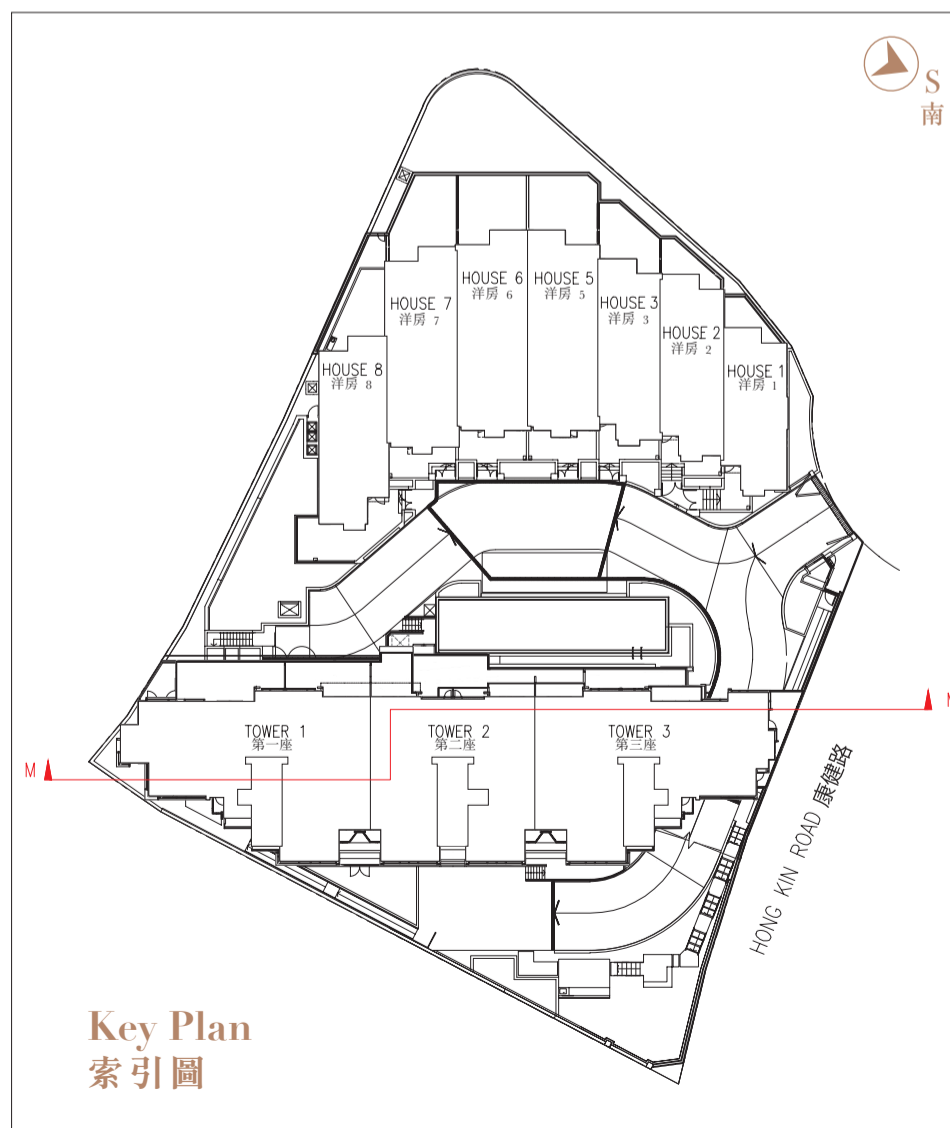 S
南
HOUSE 6
洋房 6
HOUSE 5
洋房 5
HOUSE 7
洋房 7
HOUSE 3
洋房 3
HOUSE 2
洋房 2
HOUSE 8
洋房 8
HOUSE 1
洋房 1
TOWER 1
第一座
TOWER 2
第二座
TOWER 3
第三座
M
HONG KIN ROAD 康健路
Key Plan
索引圖